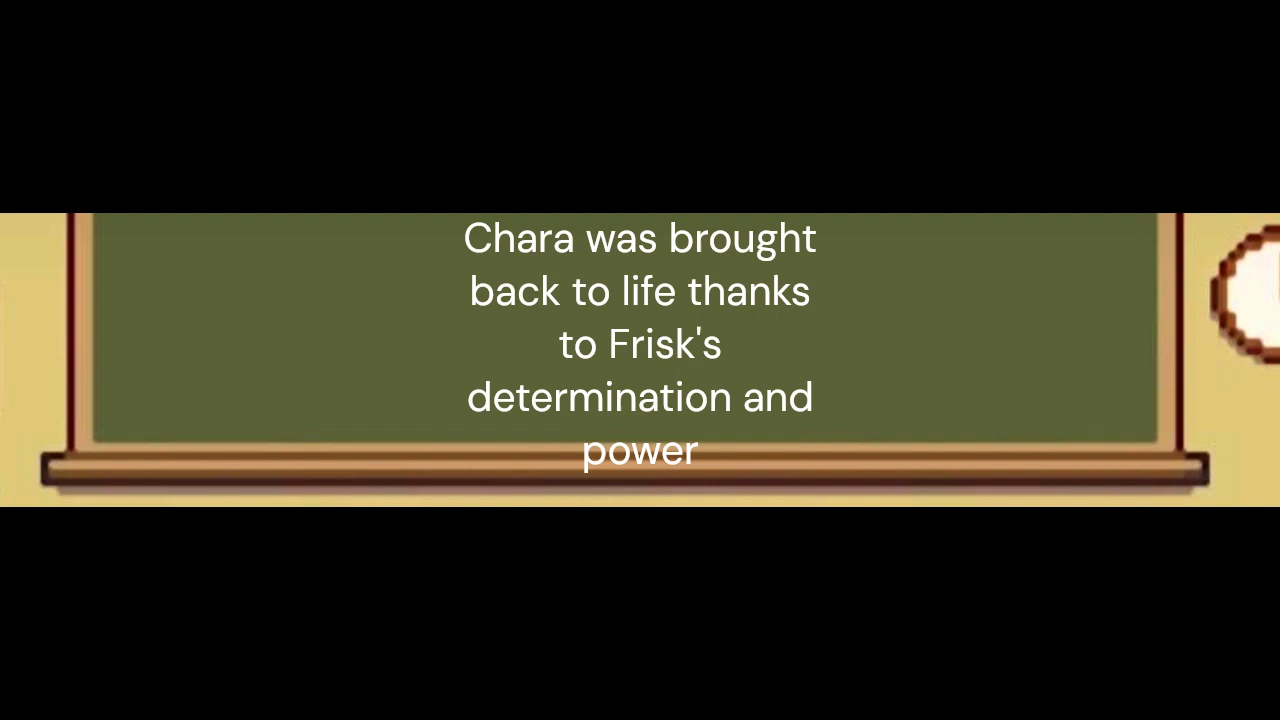 Chara was brought
back to life thanks
to Frisk's
determination and
power